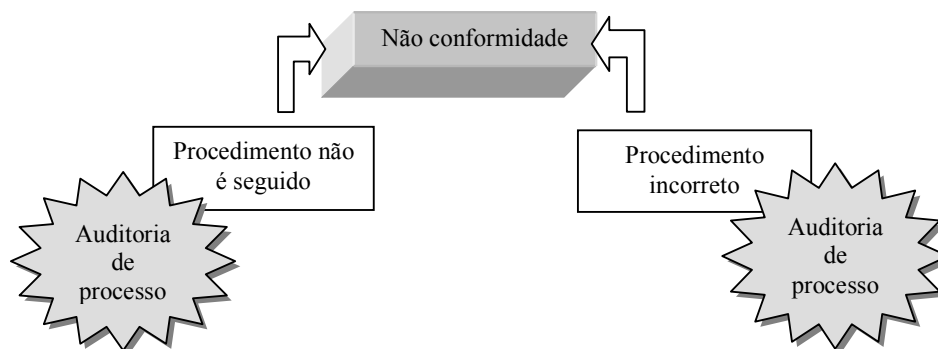 Não conformidade
Procedimento não
é seguido
Procedimento
incorreto
Auditoria
de
processo
Auditoria
de
processo